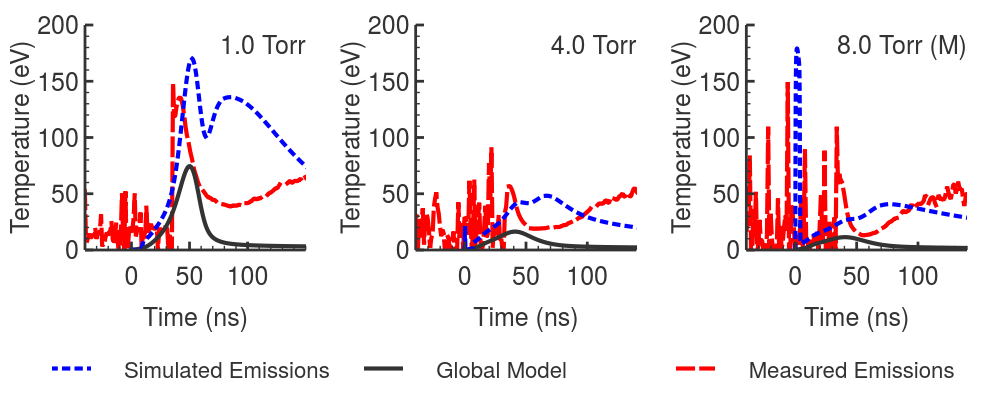 200
150
100
50
0
Temperature (eV)
1.0 Torr
0 50 100
Time (ns)
200
150
100
50
0
Temperature (eV)
4.0 Torr
0 50 100
Time (ns)
200
150
100
50
0
Temperature (eV)
8.0 Torr (M)
0 50 100
Time (ns)
Simulated Emissions Global Model Measured Emissions